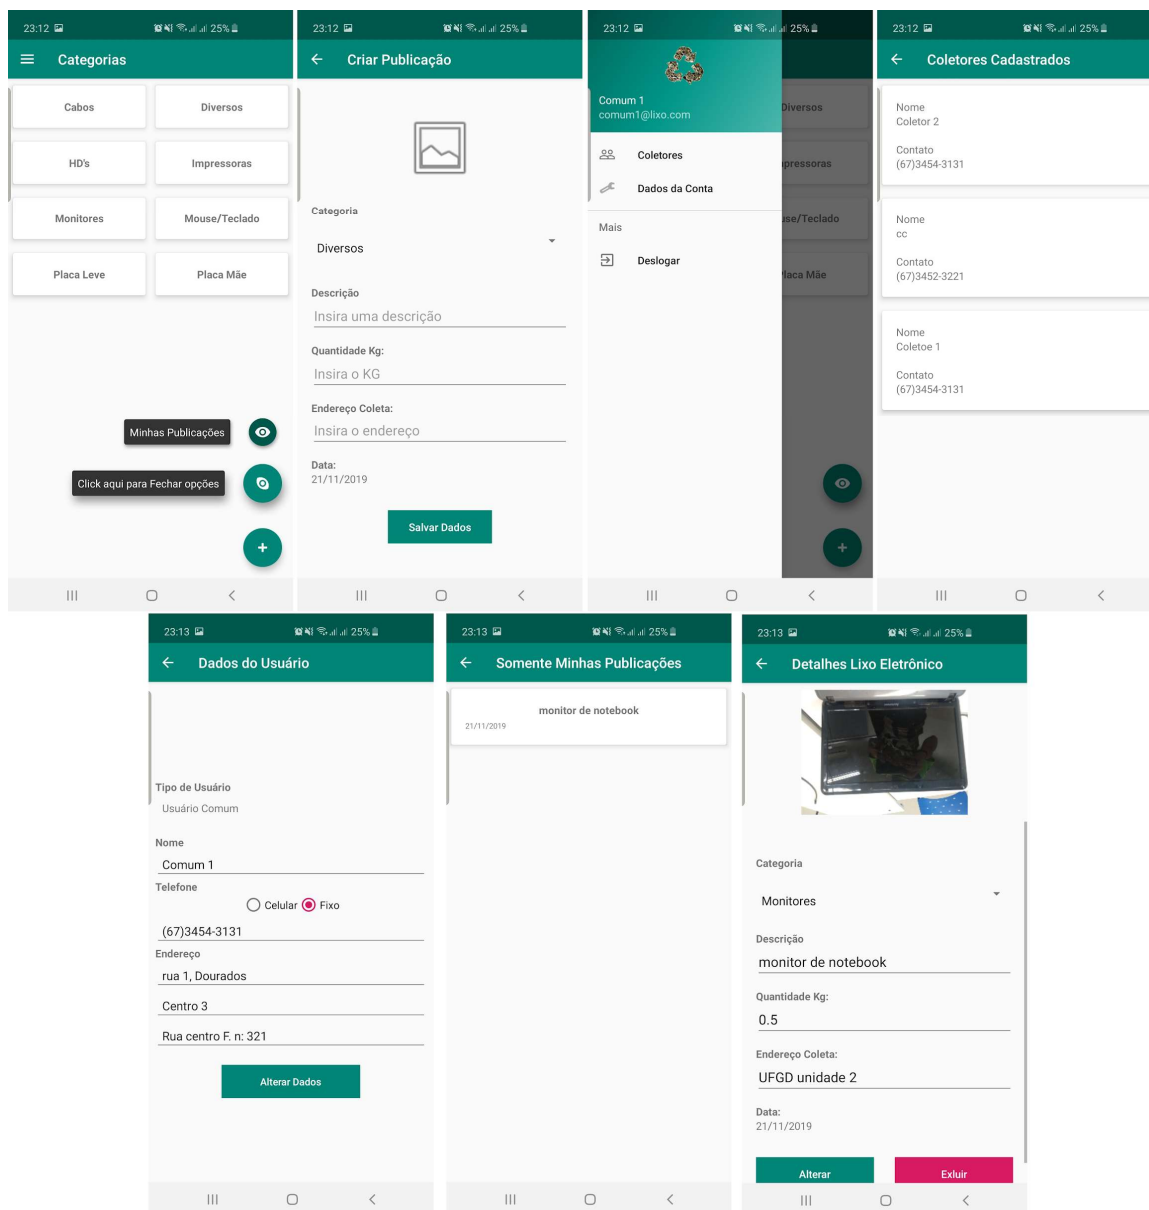 23:12 25%
Categorias
Cabos
Diversos
HD's
Impressoras
Monitores
Mouse/Teclado
Placa Leve
Placa Mãe
Minhas Publicações
Click aqui para Fechar opções
23:12 25%
Criar Publicação
Categoria
Diversos
Descrição
Insira uma descrição
Quantidade Kg:
Insira o KG
Endereço Coleta:
Insira o endereço
Data:
21/11/2019
Salvar Dados
23:12 25%
Comum 1
comum1@lixo.com
Coletores
Dados da Conta
Mais
Deslogar
Diversos
pressoras
use/Teclado
laca Mãe
23:12 25%
Coletores Cadastrados
Nome
Coletor 2
Contato
(67)3454-3131
Nome
cc
Contato
(67)3452-3221
Nome
Coletoe 1
Contato
(67)3454-3131
23:13 25%
Dados do Usuário
Tipo de Usuário
Usuário Comum
Nome
Comum 1
Telefone
Celular Fixo
(67)3454-3131
Endereço
rua 1, Dourados
Centro 3
Rua centro F. n: 321
Alterar Dados
23:13 25%
Somente Minhas Publicações
monitor de notebook
21/11/2019
23:13 25%
Detalhes Lixo Eletrônico
Categoria
Monitores
Descrição
monitor de notebook
Quantidade Kg:
0.5
Endereço Coleta:
UFGD unidade 2
Data:
21/11/2019
Alterar
Exluir